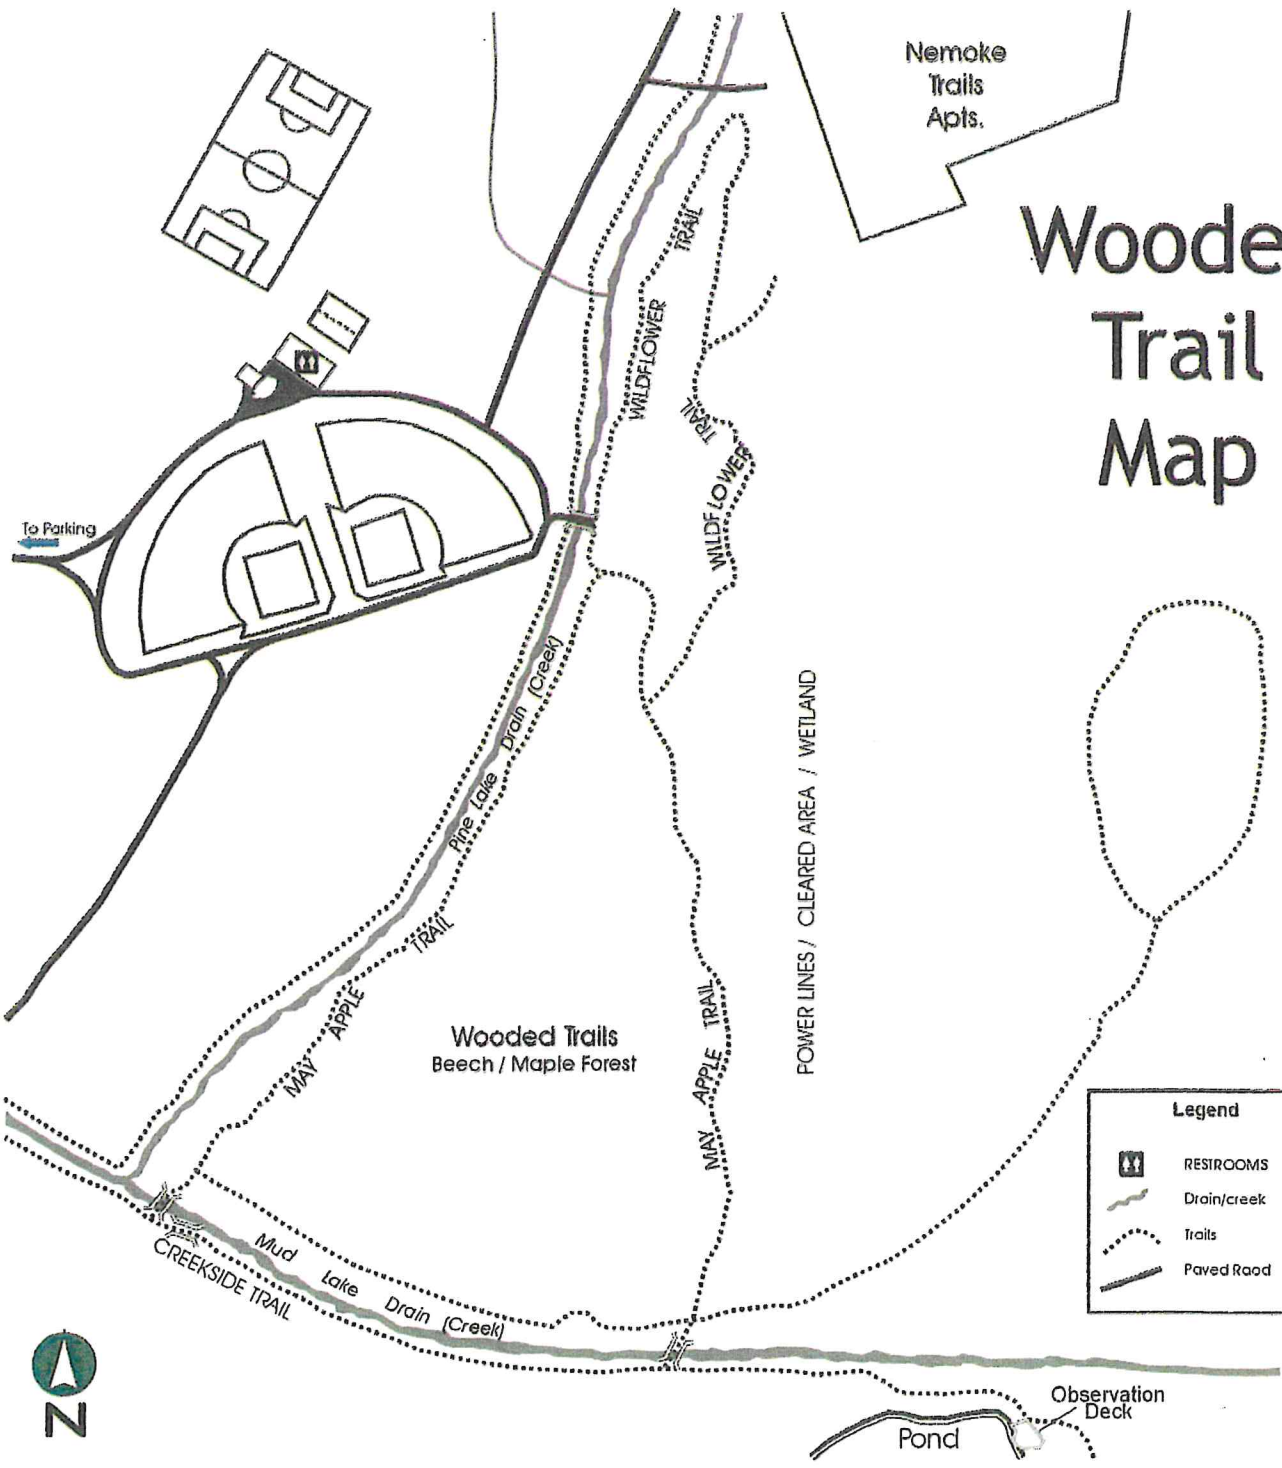 Nemoke
Trails
Apts.
Woode
Trail
Map
TRAIL
WILDFLOWER
TRAIL
WILDFLOWER
To Parking
Pine Lake Drain (Creek)
POWER LINES / CLEARED AREA / WETLAND
MAY APPLE TRAIL
MAY APPLE TRAIL
Wooded Trails
Beech / Maple Forest
Legend
RESTROOMS
Drain/creek
Trails
Paved Raod
Mud Lake Drain (Creek)
CREEKSIDE TRAIL
N
Observation
Deck
Pond